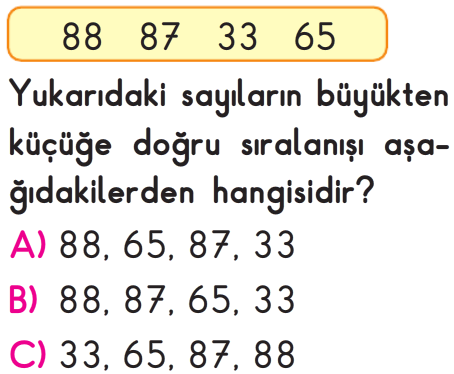 88 87 33 65
Yukarıdaki sayıların büyükten
küçüğe doğru sıralanışı aşa-
ğıdakilerden hangisidir?
A) 88, 65, 87, 33
B) 88, 87, 65, 33
C) 33, 65, 87, 88